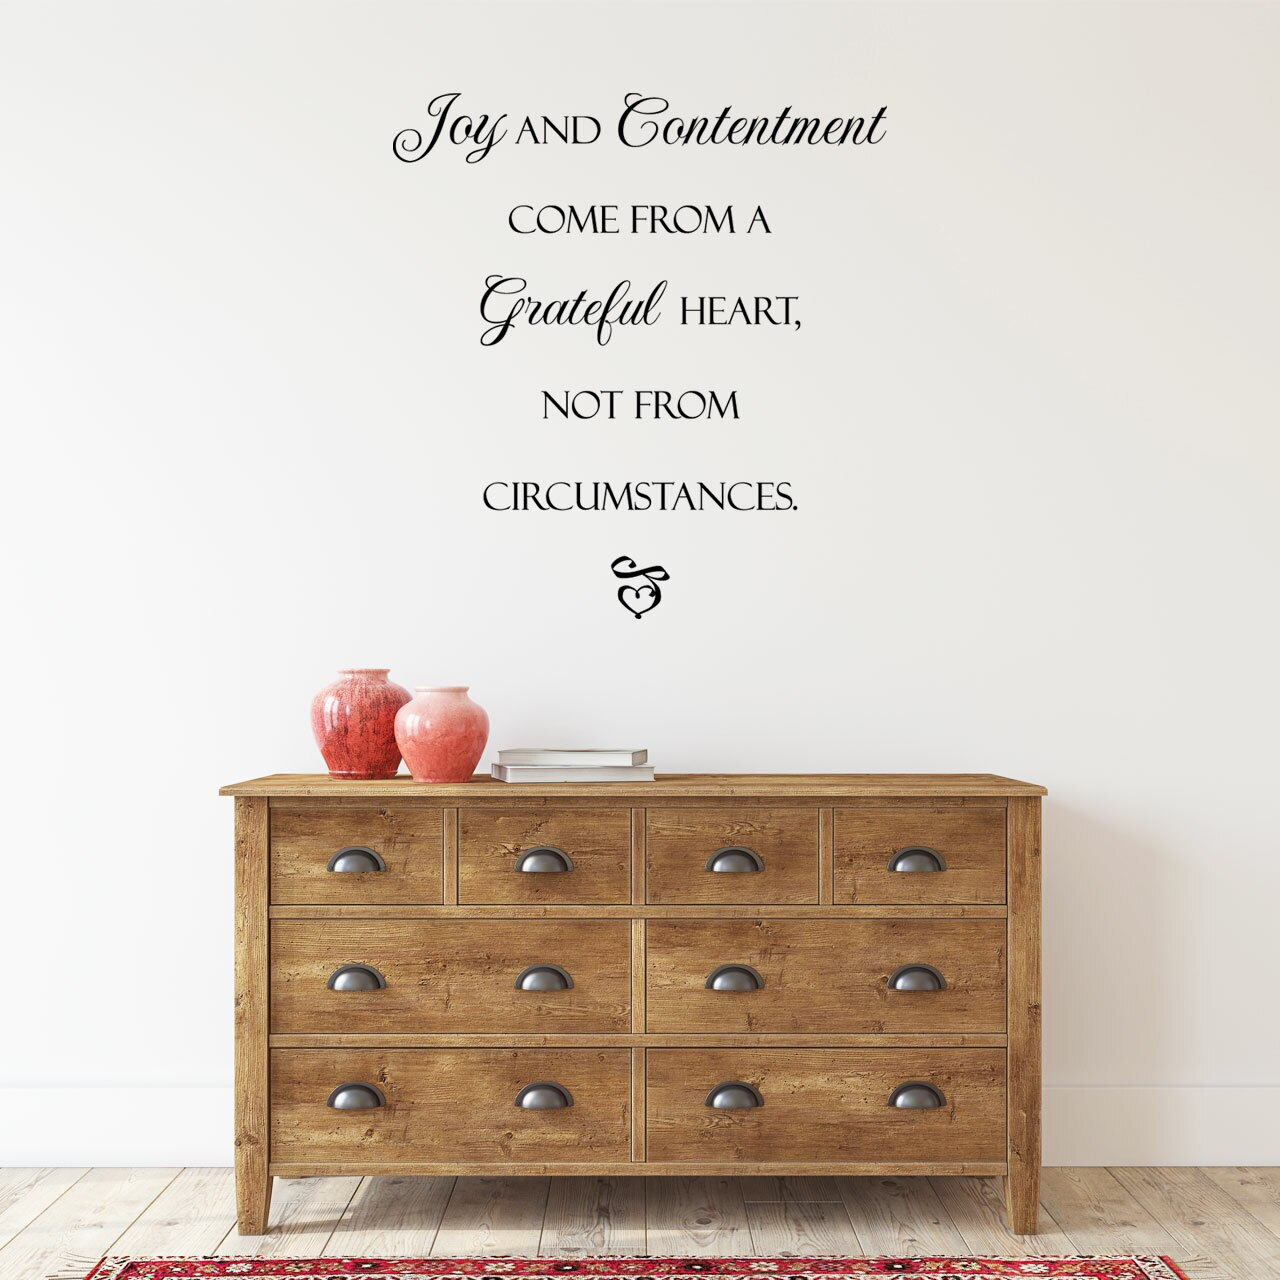 Joy AND Contentment
COME FROM A
Grateful HEART,
NOT FROM
CIRCUMSTANCES.